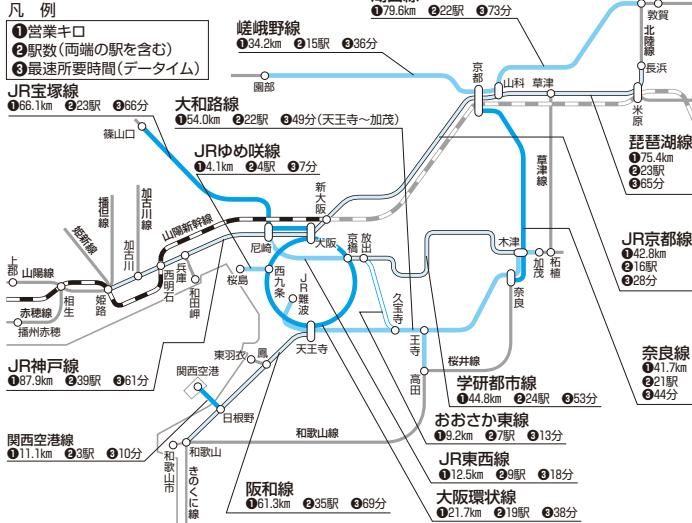 凡 例
❶営業キロ
❷駅数(両端の駅を含む)
❸最速所要時間(データイム)
❶79.6km ❷22駅 ❸73分
嵯峨野線
❶34.2km ❷15駅 ❸36分
JR宝塚線
❶66.1km ❷23駅 ❸66分
大和路線
❶54.0km ❷22駅 ❸49分(天王寺～加茂)
JRゆめ咲線
❶4.1km ❷4駅 ❸7分
琵琶湖線
❶75.4km
❷23駅
❸65分
JR京都線
❶42.8km
❷16駅
❸28分
奈良線
❶41.7km
❷21駅
❸44分
JR神戸線
❶87.9km ❷39駅 ❸61分
学研都市線
❶44.8km ❷24駅 ❸53分
おおさか東線
❶9.2km ❷7駅 ❸13分
関西空港線
❶11.1km ❷3駅 ❸10分
JR東西線
❶12.5km ❷9駅 ❸18分
阪和線
❶61.3km ❷35駅 ❸69分
大阪環状線
❶21.7km ❷19駅 ❸38分
敦賀
北陸線
長浜
米原
京都
山科
草津
草津線
園部
篠山口
新大阪
山陽新幹線
播但線
加古川線
姫新線
加古川
上郡
山陽線
赤穂線
相生
播州赤穂
姫路
西明石
兵庫
和田岬
尼崎
大阪
京橋
放出
木津
加茂
柘植
奈良
桜島
西九条
JR難波
久宝寺
王寺
天王寺
東羽衣
鳳
桜井線
高田
関西空港
日根野
和歌山線
和歌山
和歌山市
きのくに線